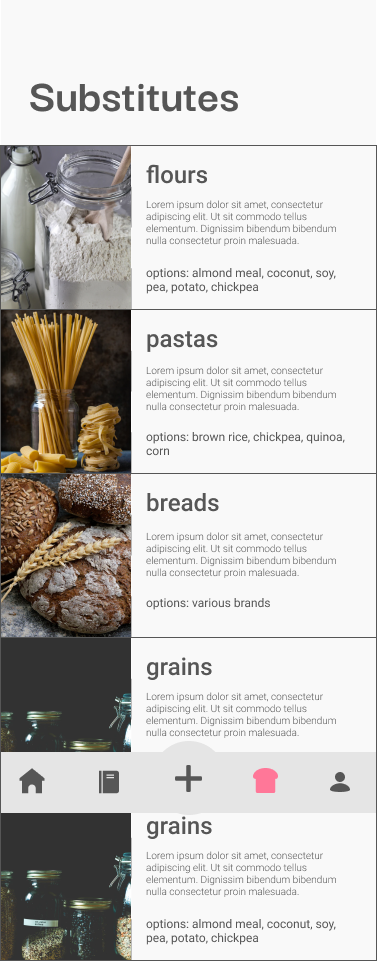 Substitutes
flours
Lorem ipsum dolor sit amet, consectetur
adipiscing elit. Ut sit commodo tellus
elementum. Dignissim bibendum bibendum
nulla consectetur proin malesuada.
options: almond meal, coconut, soy,
pea, potato, chickpea
pastas
Lorem ipsum dolor sit amet, consectetur
adipiscing elit. Ut sit commodo tellus
elementum. Dignissim bibendum bibendum
nulla consectetur proin malesuada.
options: brown rice, chickpea, quinoa,
corn
breads
Lorem ipsum dolor sit amet, consectetur
adipiscing elit. Ut sit commodo tellus
elementum. Dignissim bibendum bibendum
nulla consectetur proin malesuada.
options: various brands
grains
Lorem ipsum dolor sit amet, consectetur
adipiscing elit. Ut sit commodo tellus
elementum. Dignissim bibendum bibendum
nulla consectetur proin malesuada.
grains
Lorem ipsum dolor sit amet, consectetur
adipiscing elit. Ut sit commodo tellus
elementum. Dignissim bibendum bibendum
nulla consectetur proin malesuada.
options: almond meal, coconut, soy,
pea, potato, chickpea